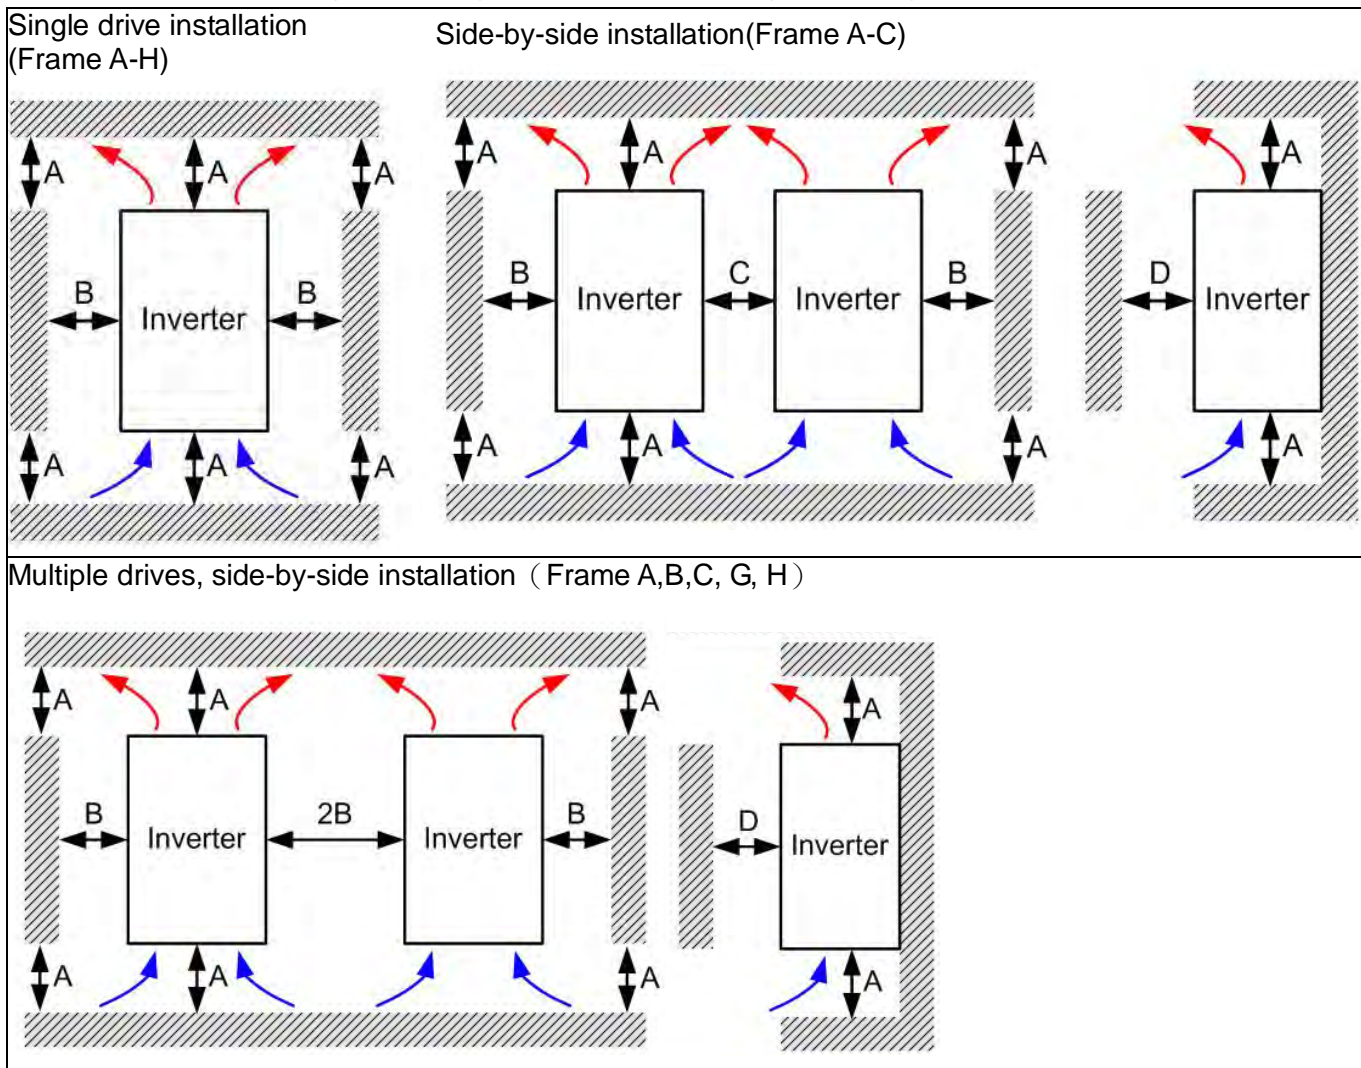 Single drive installation
(Frame A-H)
Side-by-side installation(Frame A-C)
A A A
B Inverter B
A A A
A A A
B Inverter C Inverter B
A A A
A
D Inverter
A
Multiple drives, side-by-side installation（Frame A,B,C, G, H）
A A A
B Inverter 2B Inverter B
A A A
A
D Inverter
A